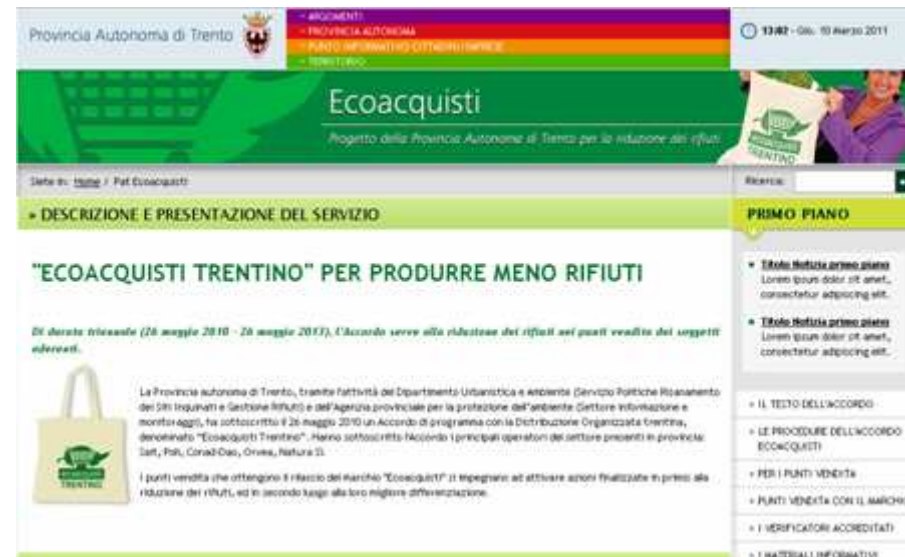 Provincia Autonoma di Trento
ARGOMENTI
PROVINCIA AUTONOMA
PUNTO INFORMATIVO CITTADINI IMPRESE
TERRITORIO
13:02 - Gio, 10 Marzo 2011
Ecoacquisti
Progetto della Provincia Autonoma di Trento per la riduzione dei rifiuti
TRENTINO
Siete in: Home / Pat Ecoacquisti
Ricerca:
» DESCRIZIONE E PRESENTAZIONE DEL SERVIZIO
"ECOACQUISTI TRENTINO" PER PRODURRE MENO RIFIUTI
Di durata triennale (26 maggio 2010 - 26 maggio 2013), l'Accordo serve alla riduzione dei rifiuti nei punti vendita dei soggetti
aderenti.
ECOACQUISTI
TRENTINO
La Provincia autonoma di Trento, tramite l'attività del Dipartimento Urbanistica e Ambiente (Servizio Politiche Risanamento
dei Siti Inquinati e Gestione Rifiuti) e dell'Agenzia provinciale per la protezione dell'ambiente (Settore informazione e
monitoraggi), ha sottoscritto il 26 maggio 2010 un Accordo di programma con la Distribuzione Organizzata trentina,
denominato "Ecoacquisti Trentino". Hanno sottoscritto l'Accordo i principali operatori del settore presenti in provincia:
Sait, Poli, Conad-Dao, Orvea, Natura Sì.
I punti vendita che ottengono il rilascio del marchio "Ecoacquisti" si impegnano ad attivare azioni finalizzate in primis alla
riduzione dei rifiuti, ed in secondo luogo alla loro migliore differenziazione.
PRIMO PIANO
Titolo Notizia primo piano
Lorem ipsum dolor sit amet,
consectetur adipiscing elit.
Titolo Notizia primo piano
Lorem ipsum dolor sit amet,
consectetur adipiscing elit.
» IL TESTO DELL'ACCORDO
» LE PROCEDURE DELL'ACCORDO
ECOACQUISTI
» PER I PUNTI VENDITA
» PUNTI VENDITA CON IL MARCHIO
» I VERIFICATORI ACCREDITATI
» I MATERIALI INFORMATIVI